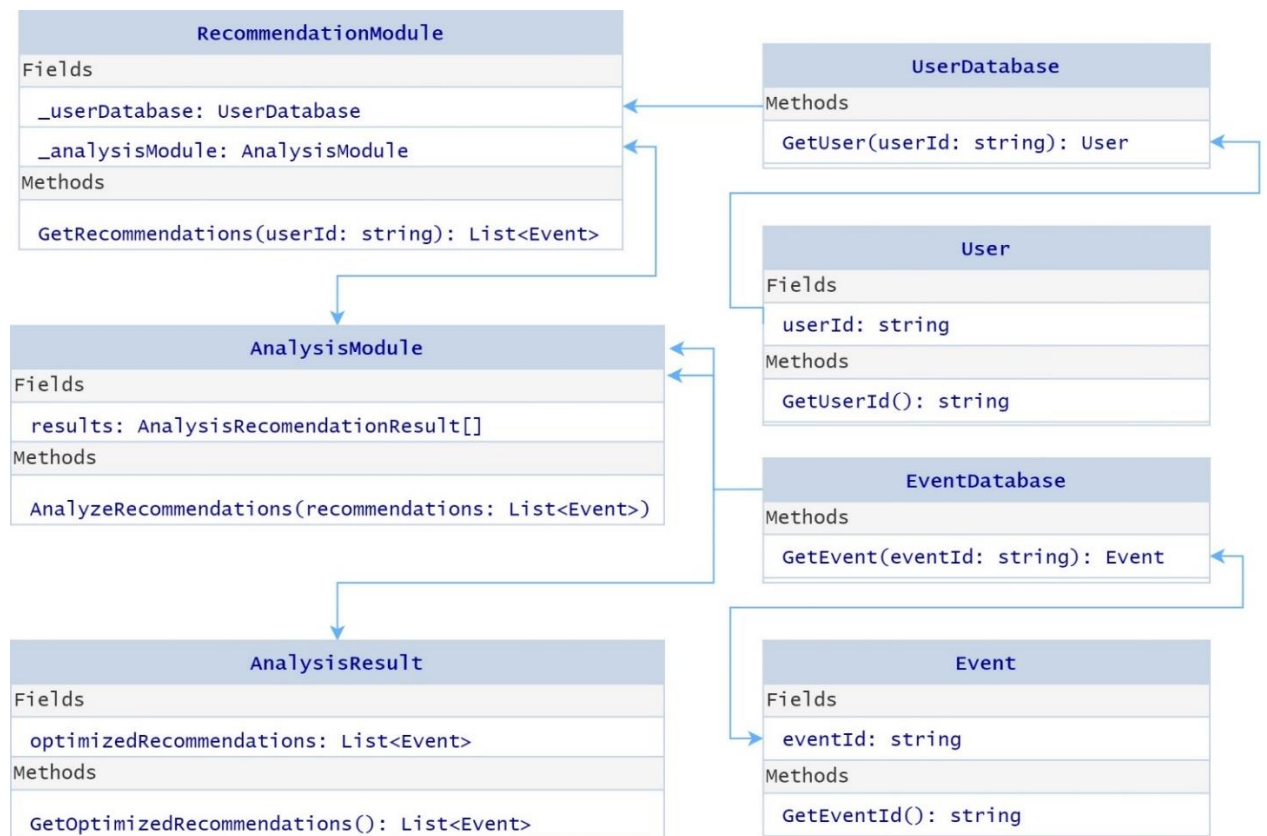 RecommendationModule
Fields
_userDatabase: UserDatabase
_analysisModule: AnalysisModule
Methods
GetRecommendations(userId: string): List<Event>
UserDatabase
Methods
GetUser(userId: string): User
User
Fields
userId: string
Methods
GetUserId(): string
AnalysisModule
Fields
results: AnalysisRecomendationResult[]
Methods
AnalyzeRecommendations(recommendations: List<Event>)
EventDatabase
Methods
GetEvent(eventId: string): Event
AnalysisResult
Fields
optimizedRecommendations: List<Event>
Methods
GetOptimizedRecommendations(): List<Event>
Event
Fields
eventId: string
Methods
GetEventId(): string